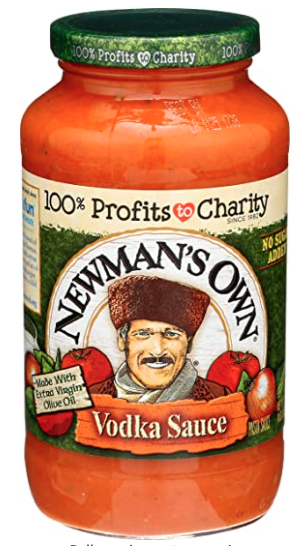 100% Profits to Charity
100%
100% Profits to Charity
SINCE 1982
NO SUGAR
ADDED
NEWMAN'S OWN
Made With
Extra Virgin
Olive Oil
Vodka Sauce